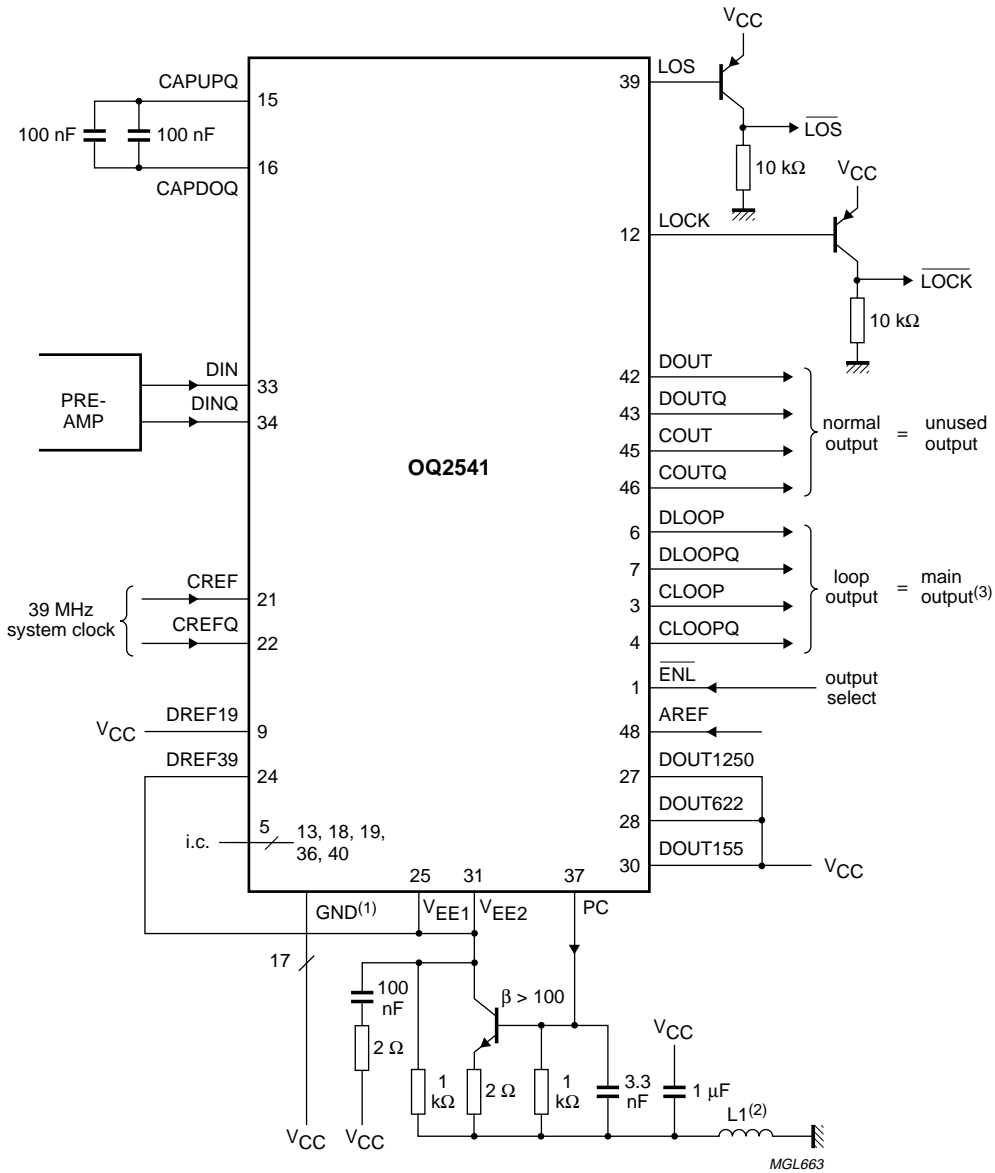 VCC
CAPUPQ
15
100 nF
100 nF
16
CAPDOQ
39
LOS
LOS
10 kΩ
VCC
12
LOCK
LOCK
10 kΩ
PRE-
AMP
DIN
33
DINQ
34
OQ2541
42
DOUT
43
DOUTQ
45
COUT
46
COUTQ
normal
output
=
unused
output
6
DLOOP
7
DLOOPQ
3
CLOOP
4
CLOOPQ
loop
output
=
main
output(3)
39 MHz
system clock
CREF
21
CREFQ
22
1
ENL
output
select
VCC
DREF19
9
48
AREF
DREF39
24
27
DOUT1250
28
DOUT622
30
DOUT155
VCC
i.c.
5
13, 18, 19,
36, 40
GND(1)
25
VEE1
31
VEE2
37
PC
17
100
nF
2 Ω
VCC
VCC
β > 100
1
kΩ
2 Ω
1
kΩ
3.3
nF
VCC
1 μF
L1(2)
MGL663